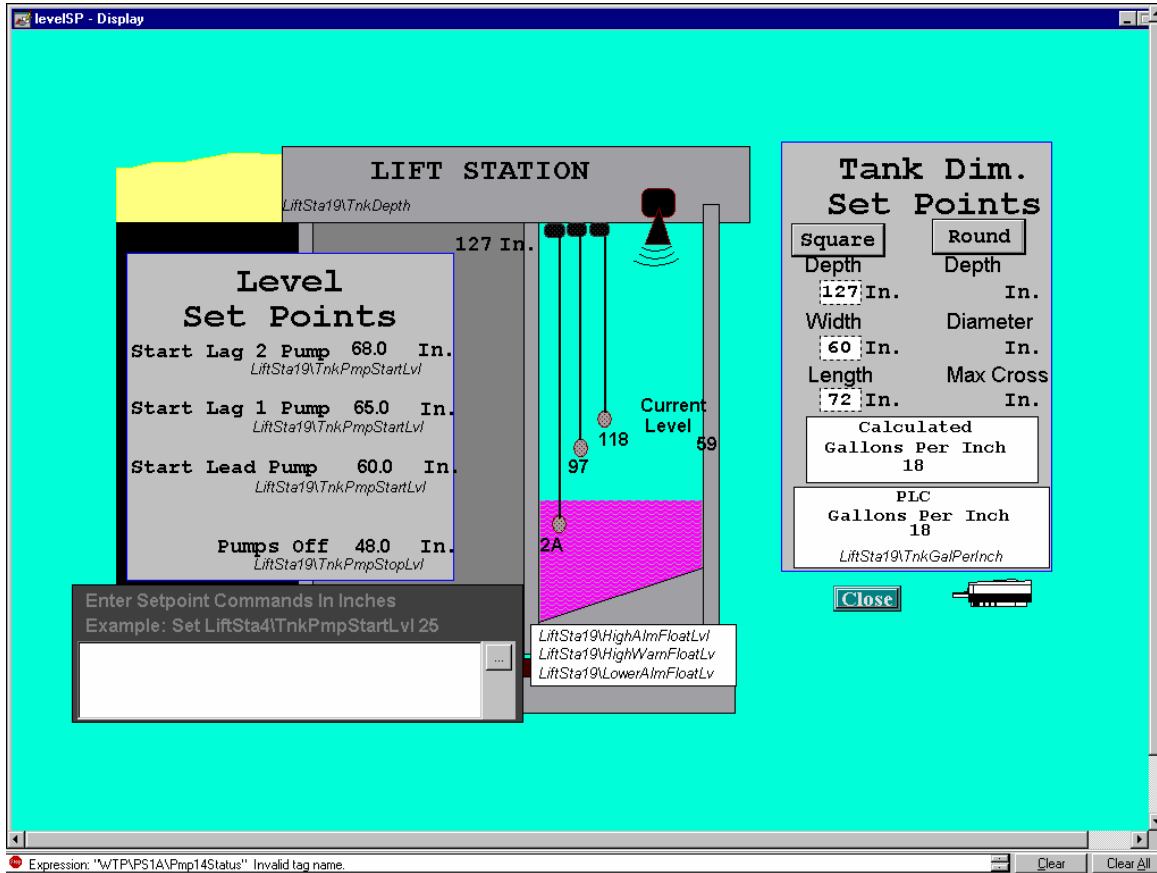 levelSP - Display
LIFT STATION
LiftSta19\TnkDepth
127 In.
Level
Set Points
Start Lag 2 Pump 68.0 In.
LiftSta19\TnkPmpStartLvl
Start Lag 1 Pump 65.0 In.
LiftSta19\TnkPmpStartLvl
Start Lead Pump 60.0 In.
LiftSta19\TnkPmpStartLvl
Pumps Off 48.0 In.
LiftSta19\TnkPmpStopLvl
Current
Level
59
118
97
2A
Tank Dim.
Set Points
Square Round
Depth Depth
127 In. In.
Width Diameter
60 In. In.
Length Max Cross
72 In. In.
Calculated
Gallons Per Inch
18
PLC
Gallons Per Inch
18
LiftSta19\TnkGalPerInch
Close
Enter Setpoint Commands In Inches
Example: Set LiftSta4\TnkPmpStartLvl 25
...
LiftSta19\HighAlmFloatLvl
LiftSta19\HighWarnFloatLv
LiftSta19\LowerAlmFloatLv
Expression: "WTP\PS1A\Pmp14Status" Invalid tag name.
Clear Clear All